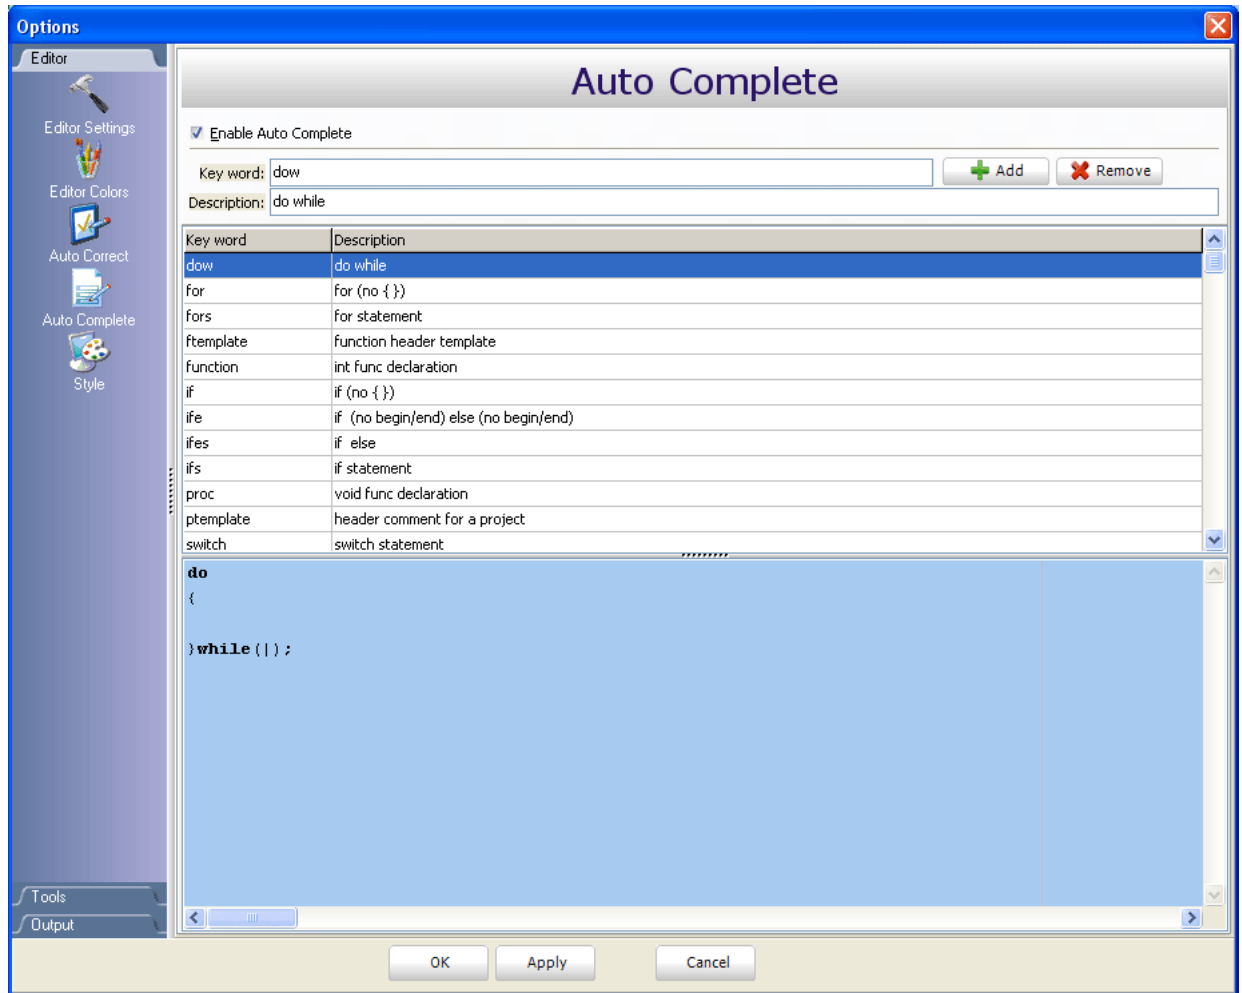 Options
Editor
Editor Settings
Editor Colors
Auto Correct
Auto Complete
Style
Tools
Output
Auto Complete
Enable Auto Complete
Key word: dow Add Remove
Description: do while
Key word Description
dow do while
for for (no { })
fors for statement
ftemplate function header template
function int func declaration
if if (no { })
ife if  (no begin/end) else (no begin/end)
ifes if  else
ifs if statement
proc void func declaration
ptemplate header comment for a project
switch switch statement
do
{
}while(|);
OK Apply Cancel